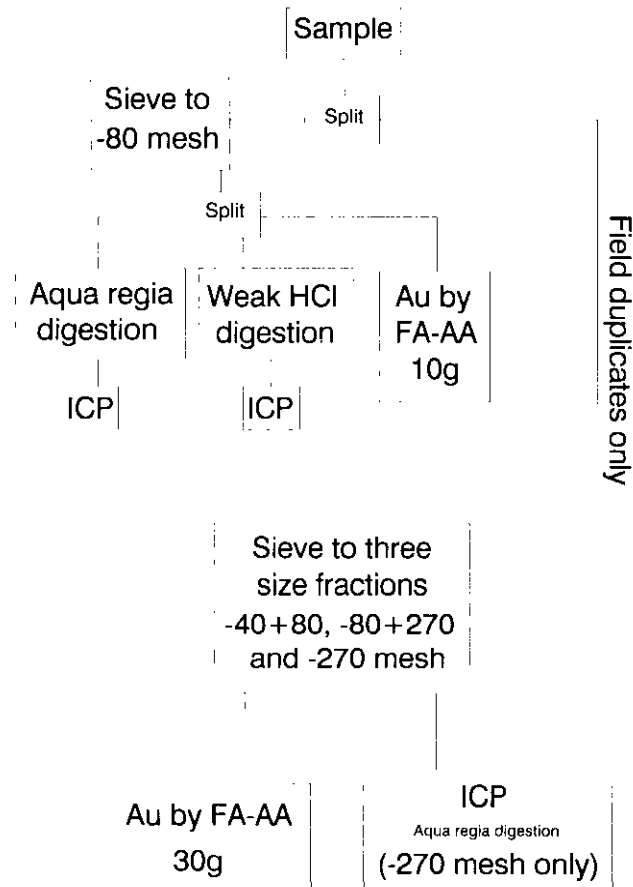 Sample
Sieve to
-80 mesh
Split
Split
Aqua regia
digestion
Weak HCl
digestion
Au by
FA-AA
10g
ICP
ICP
Field duplicates only
Sieve to three
size fractions
-40+80, -80+270
and -270 mesh
Au by FA-AA
30g
ICP
Aqua regia digestion
(-270 mesh only)